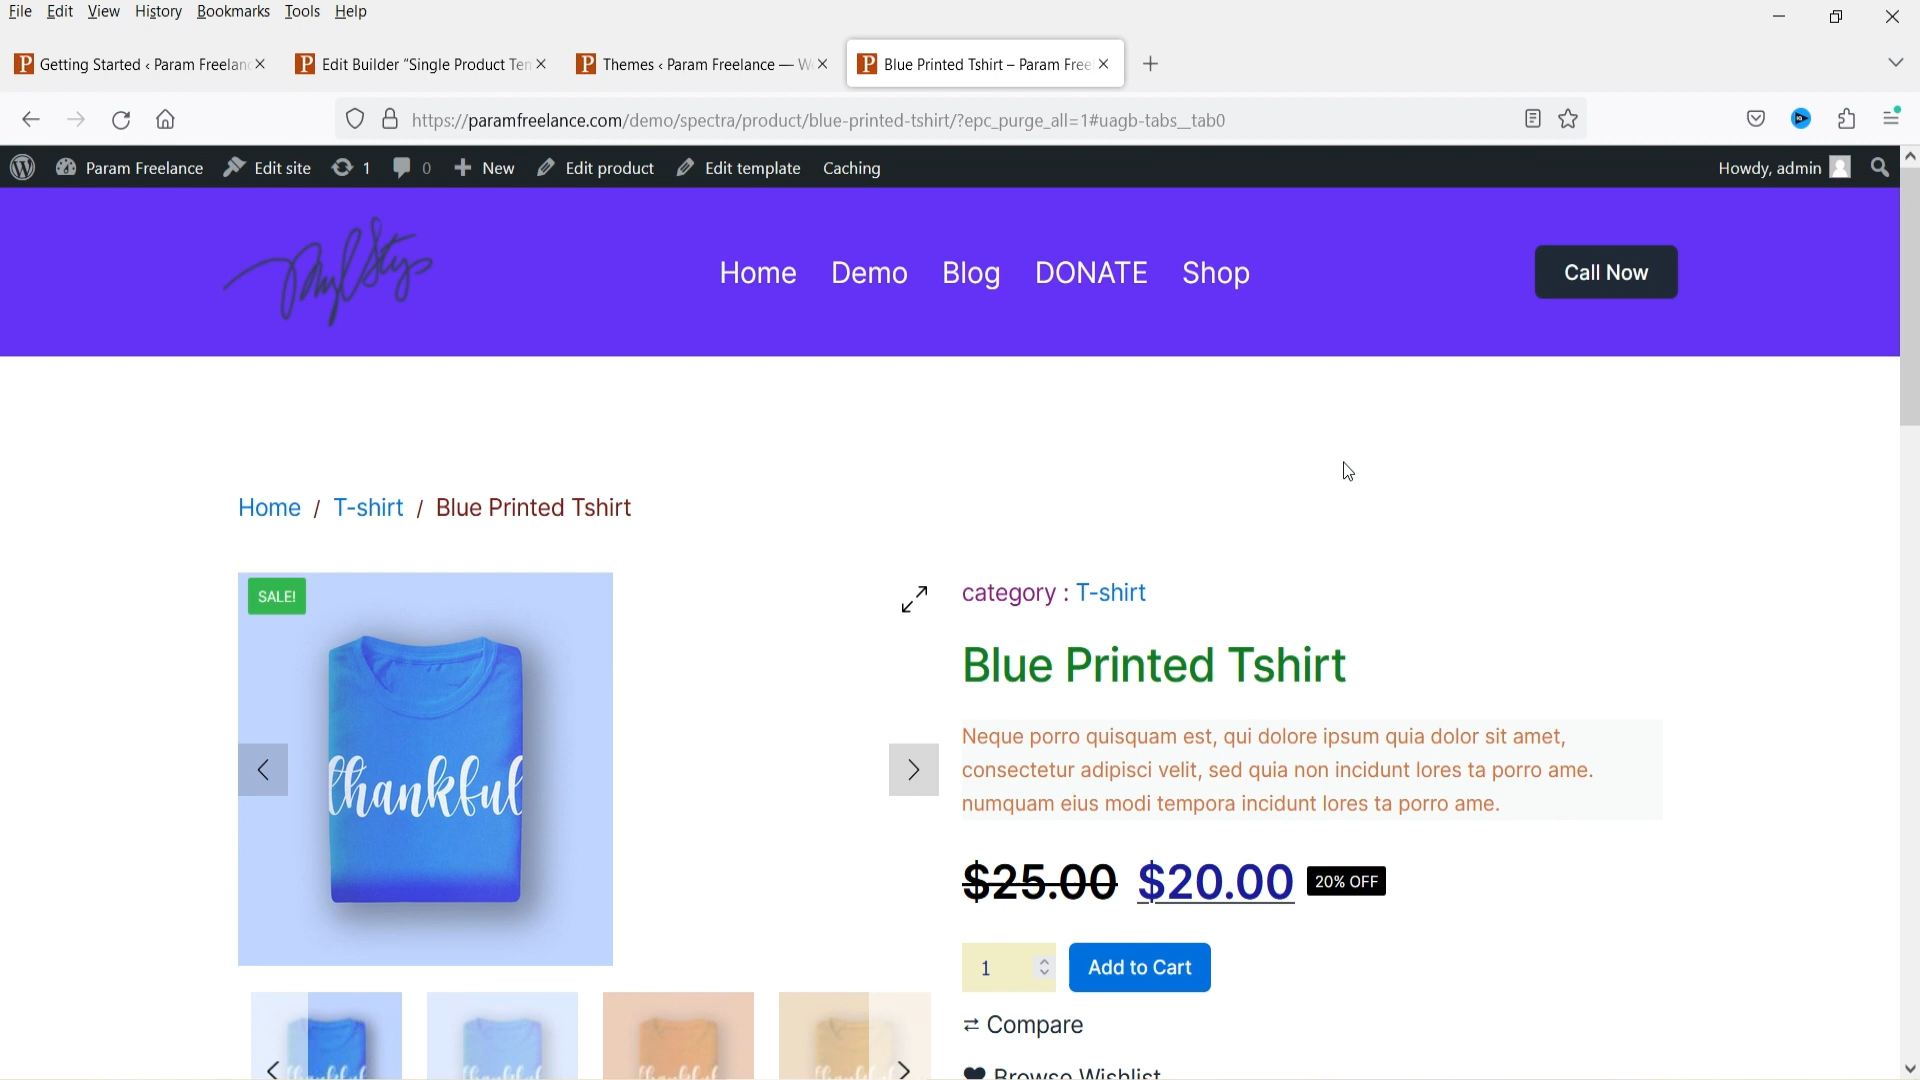 File Edit View History Bookmarks Tools Help
Getting Started ‹ Param Freelanc
Edit Builder "Single Product Ten
Themes ‹ Param Freelance — W
Blue Printed Tshirt – Param Free
https://paramfreelance.com/demo/spectra/product/blue-printed-tshirt/?epc_purge_all=1#uagb-tabs__tab0
Param Freelance Edit site 1 0 New Edit product Edit template Caching Howdy, admin
Home Demo Blog DONATE Shop
Call Now
Home / T-shirt / Blue Printed Tshirt
SALE!
thankful
category : T-shirt
Blue Printed Tshirt
Neque porro quisquam est, qui dolore ipsum quia dolor sit amet,
consectetur adipisci velit, sed quia non incidunt lores ta porro ame.
numquam eius modi tempora incidunt lores ta porro ame.
$25.00 $20.00 20% OFF
1 Add to Cart
⇄ Compare
Browse Wishlist